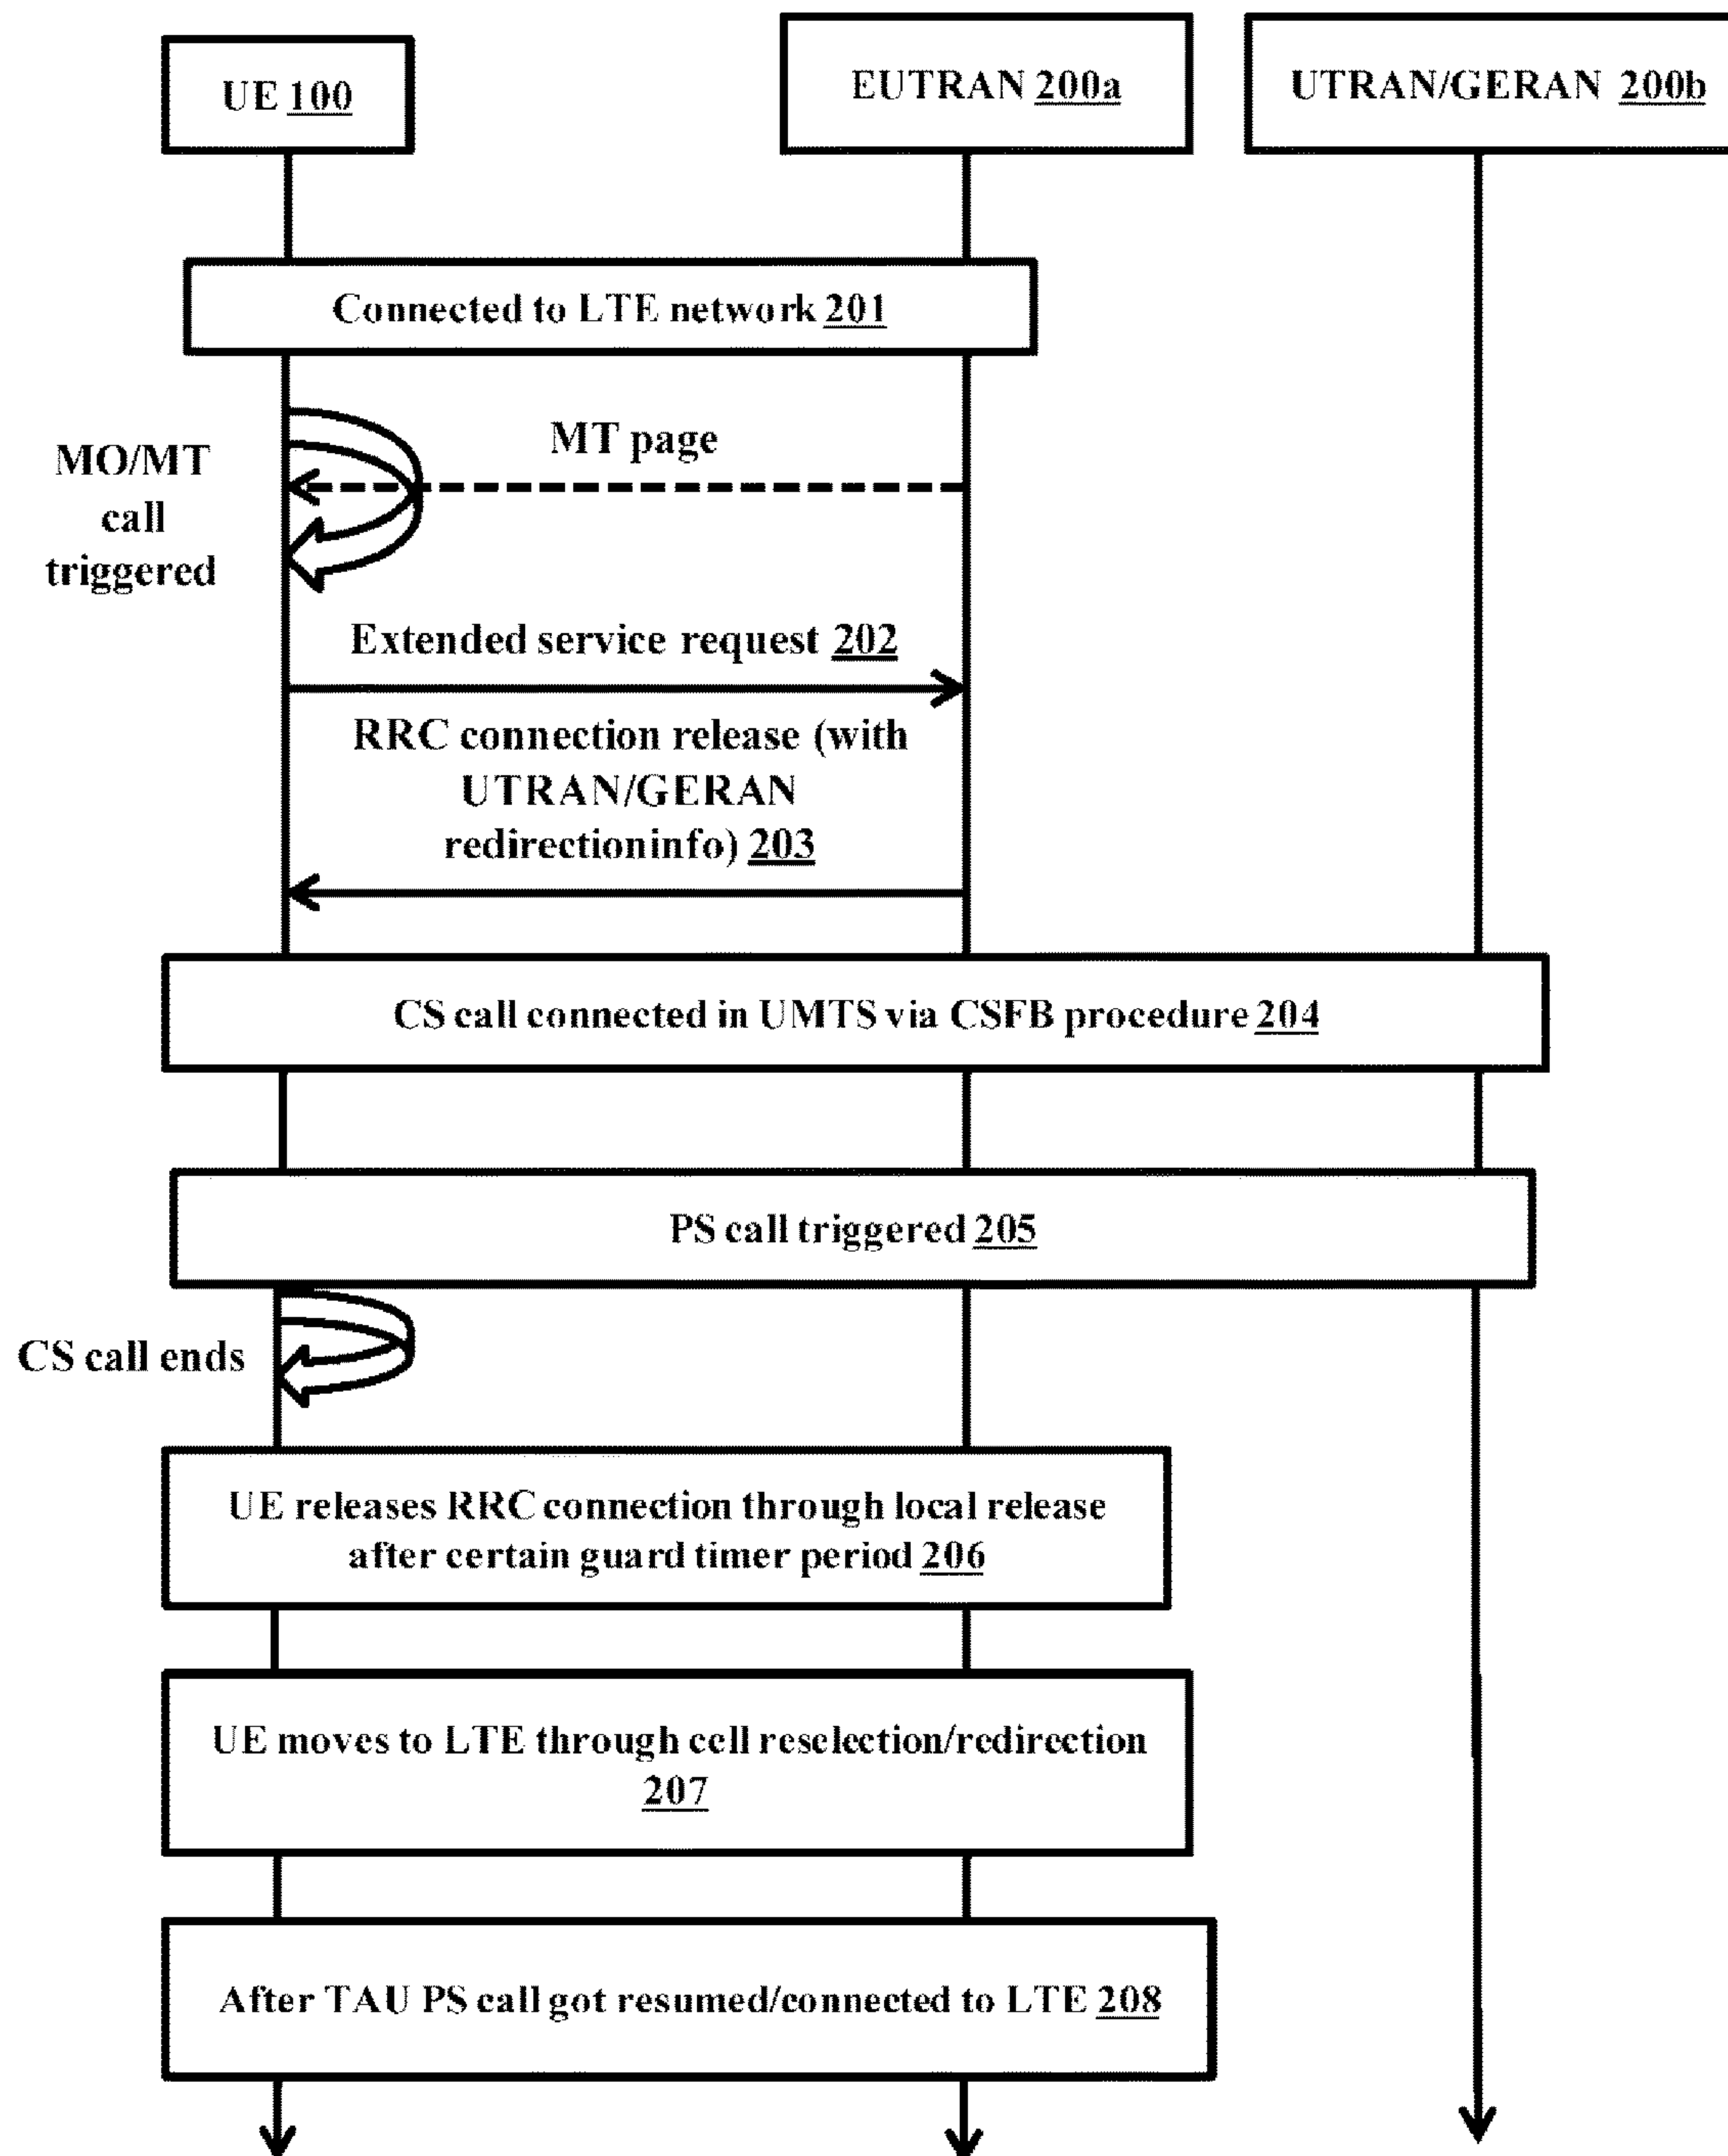 UE 100
EUTRAN 200a
UTRAN/GERAN 200b
Connected to LTE network 201
MO/MT
call
triggered
MT page
Extended service request 202
RRC connection release (with
UTRAN/GERAN
redirectioninfo) 203
CS call connected in UMTS via CSFB procedure 204
PS call triggered 205
CS call ends
UE releases RRC connection through local release
after certain guard timer period 206
UE moves to LTE through cell reselection/redirection
207
After TAU PS call got resumed/connected to LTE 208